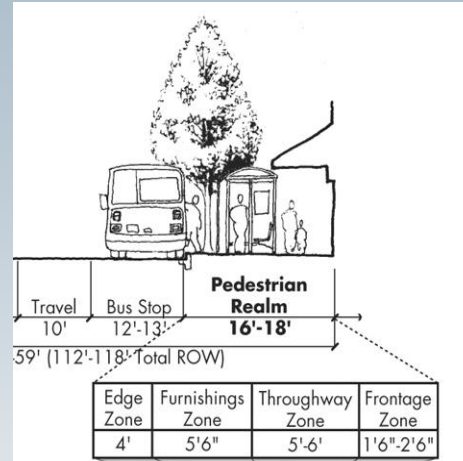 Pedestrian
Realm
16'-18'
Travel
10'
Bus Stop
12'-13'
-59' (112'-118' Total ROW)
Edge
Zone
Furnishings
Zone
Throughway
Zone
Frontage
Zone
4'
5'6"
5'-6'
1'6"-2'6"